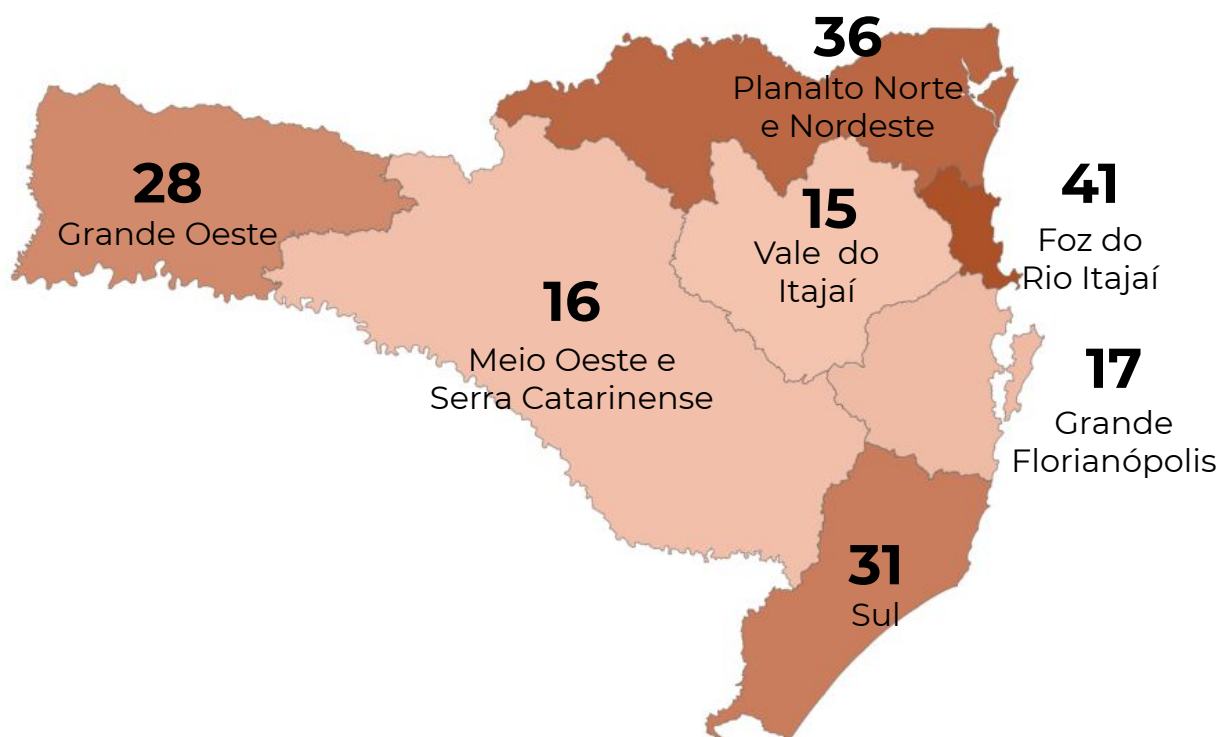 36
Planalto Norte
e Nordeste
28
Grande Oeste
15
Vale do
Itajaí
41
Foz do
Rio Itajaí
16
Meio Oeste e
Serra Catarinense
17
Grande
Florianópolis
31
Sul